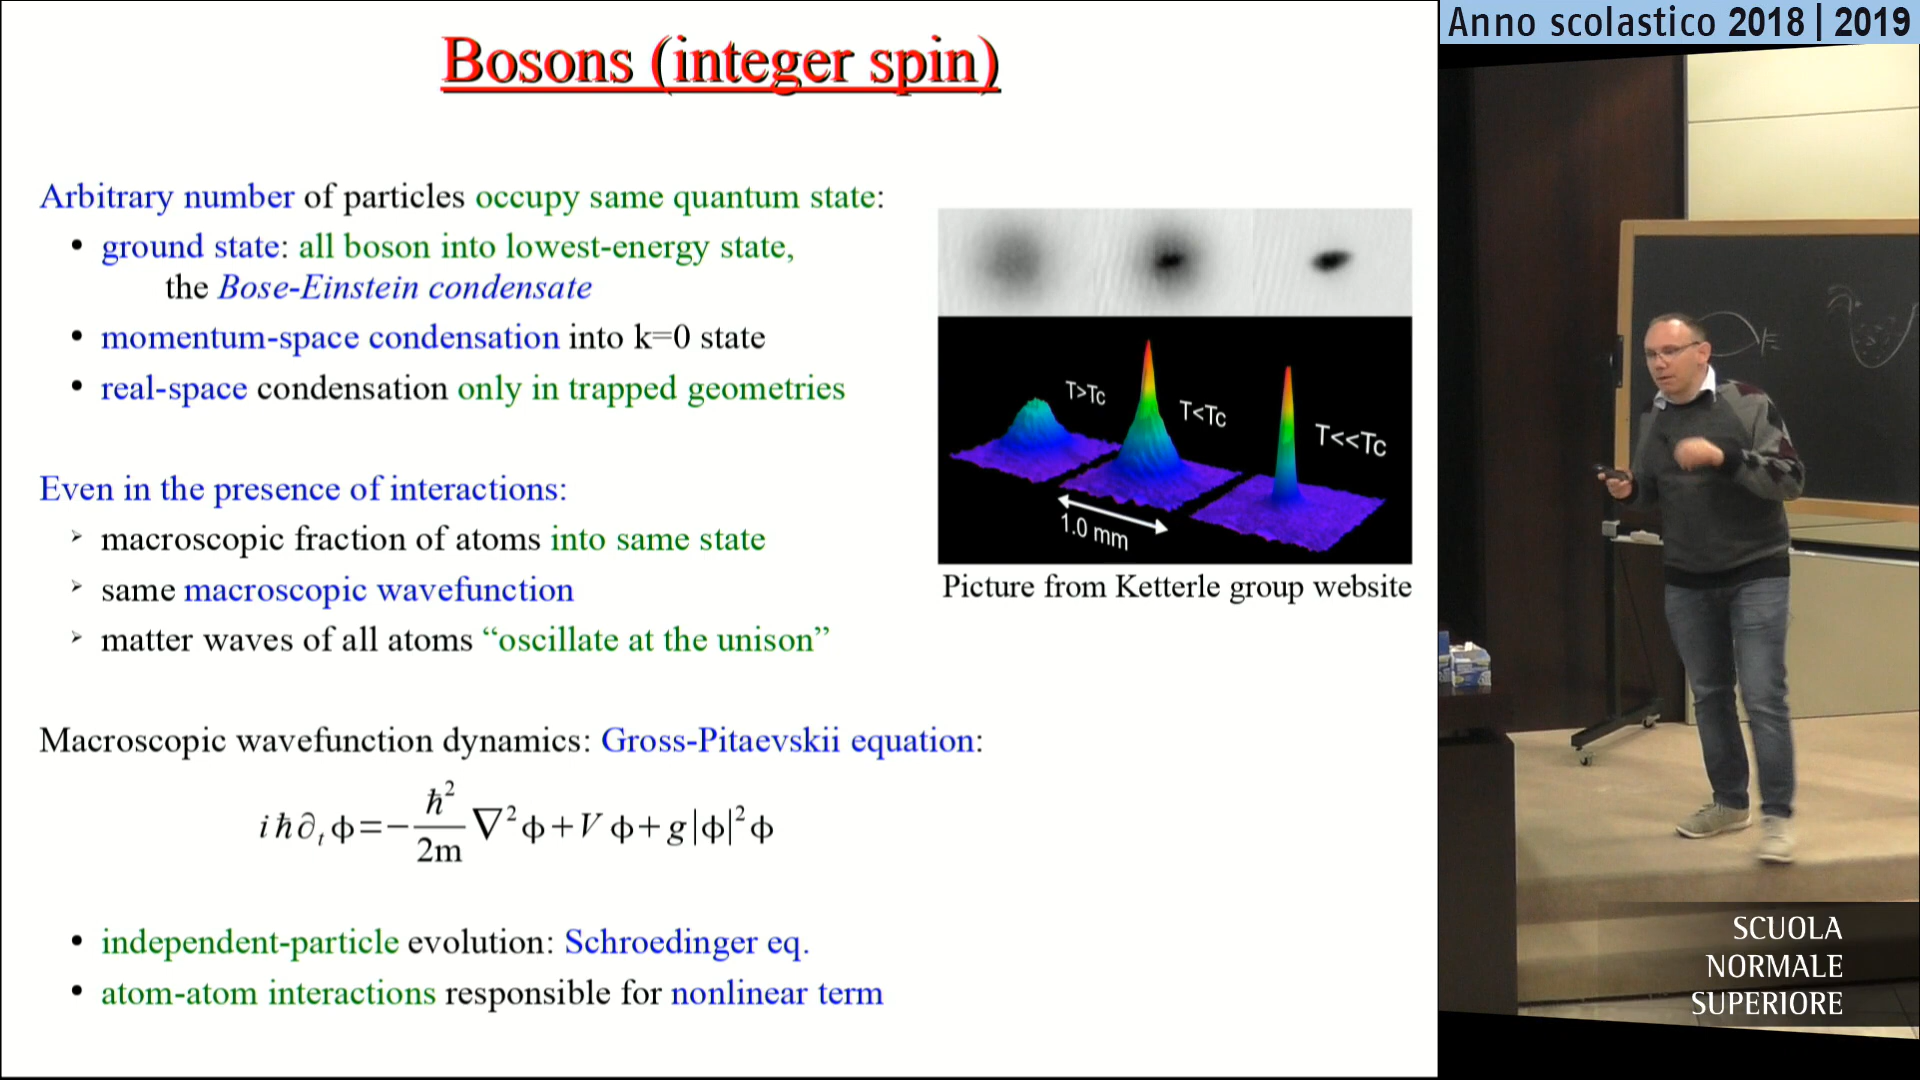 Anno scolastico 2018 | 2019
Bosons (integer spin)
Arbitrary number of particles occupy same quantum state:
• ground state: all boson into lowest-energy state,
the Bose-Einstein condensate
• momentum-space condensation into k=0 state
• real-space condensation only in trapped geometries
T>Tc
T<Tc
T<<Tc
1.0 mm
Picture from Ketterle group website
Even in the presence of interactions:
➢ macroscopic fraction of atoms into same state
➢ same macroscopic wavefunction
➢ matter waves of all atoms “oscillate at the unison”
Macroscopic wavefunction dynamics: Gross-Pitaevskii equation:
iħ∂ₜϕ=−ħ²/2m ∇²ϕ+Vϕ+g|ϕ|²ϕ
• independent-particle evolution: Schroedinger eq.
• atom-atom interactions responsible for nonlinear term
SCUOLA
NORMALE
SUPERIORE